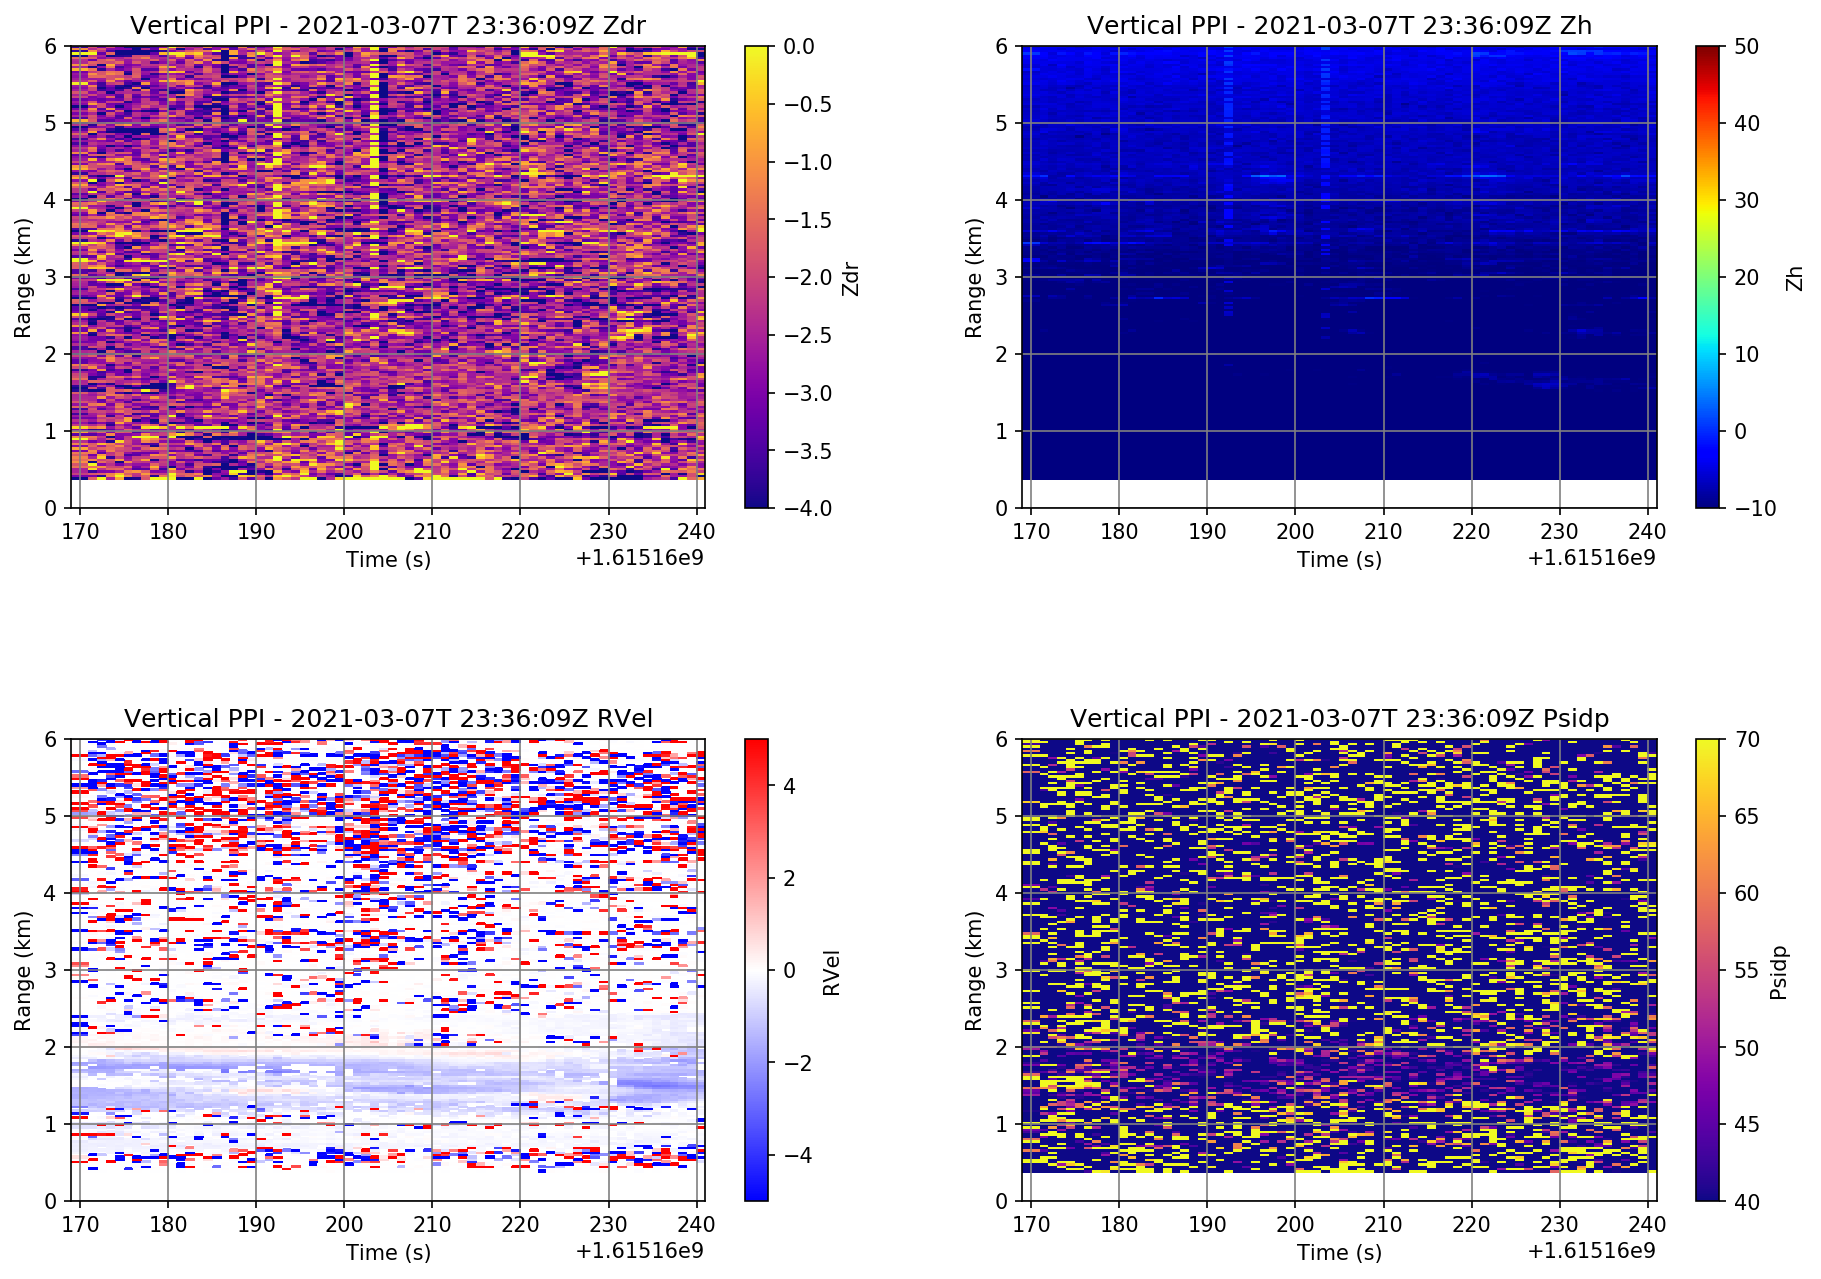 Vertical PPI - 2021-03-07T 23:36:09Z Zdr
6
5
4
3
2
1
0
Range (km)
170 180 190 200 210 220 230 240
Time (s)
+1.61516e9
0.0
−0.5
−1.0
−1.5
−2.0
−2.5
−3.0
−3.5
−4.0
Zdr
Vertical PPI - 2021-03-07T 23:36:09Z Zh
6
5
4
3
2
1
0
Range (km)
170 180 190 200 210 220 230 240
Time (s)
+1.61516e9
50
40
30
20
10
0
−10
Zh
Vertical PPI - 2021-03-07T 23:36:09Z RVel
6
5
4
3
2
1
0
Range (km)
170 180 190 200 210 220 230 240
Time (s)
+1.61516e9
4
2
0
−2
−4
RVel
Vertical PPI - 2021-03-07T 23:36:09Z Psidp
6
5
4
3
2
1
0
Range (km)
170 180 190 200 210 220 230 240
Time (s)
+1.61516e9
70
65
60
55
50
45
40
Psidp